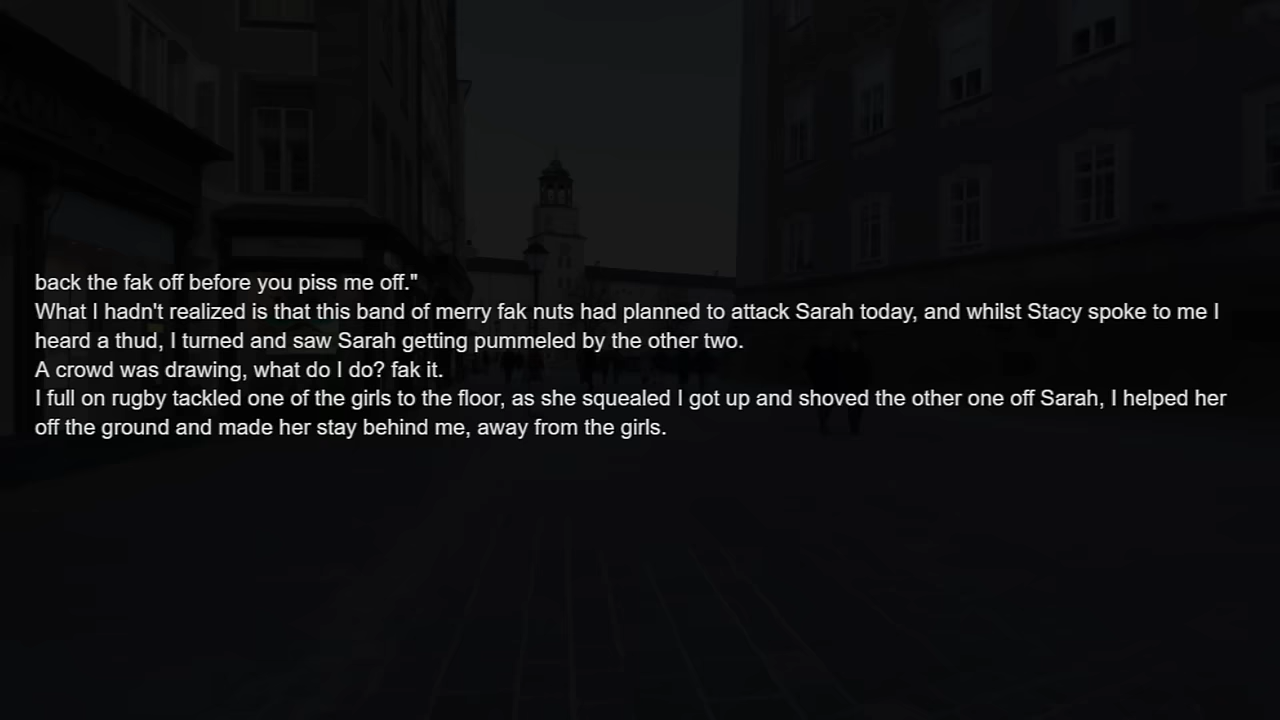 back the fak off before you piss me off."
What I hadn't realized is that this band of merry fak nuts had planned to attack Sarah today, and whilst Stacy spoke to me I
heard a thud, I turned and saw Sarah getting pummeled by the other two.
A crowd was drawing, what do I do? fak it.
I full on rugby tackled one of the girls to the floor, as she squealed I got up and shoved the other one off Sarah, I helped her
off the ground and made her stay behind me, away from the girls.